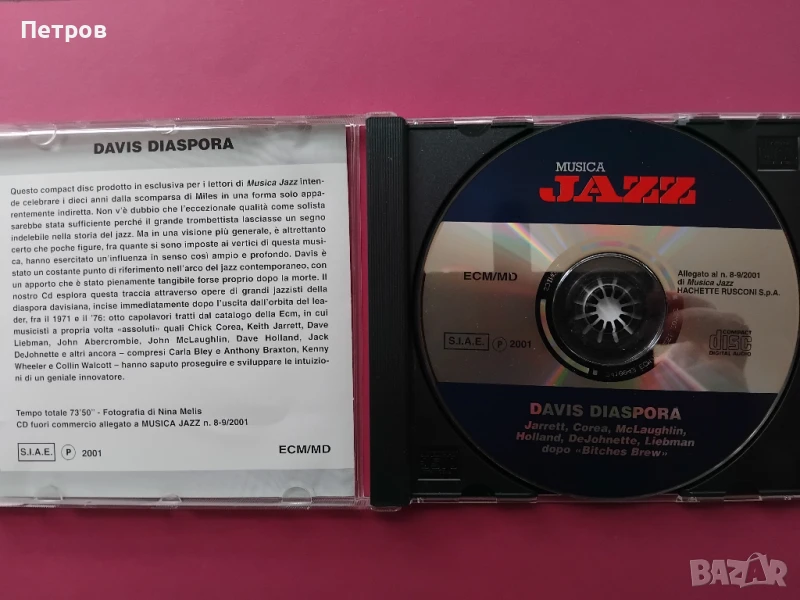 Петров
DAVIS DIASPORA
Questo compact disc prodotto in esclusiva per i lettori di Musica Jazz inten-
de celebrare i dieci anni dalla scomparsa di Miles in una forma solo appa-
rentemente indiretta. Non v'è dubbio che l'eccezionale qualità come solista
sarebbe stata sufficiente perché il grande trombettista lasciasse un segno
indelebile nella storia del jazz. Ma in una visione più generale, è altrettanto
certo che poche figure, fra quante si sono imposte ai vertici di questa musi-
ca, hanno esercitato un'influenza in senso così ampio e profondo. Davis è
stato un costante punto di riferimento nell'arco del jazz contemporaneo, con
un apporto che è stato pienamente tangibile forse proprio dopo la morte. Il
nostro Cd esplora questa traccia attraverso opere di grandi jazzisti della
diaspora davisiana, incise immediatamente dopo l'uscita dall'orbita del lea-
der, fra il 1971 e il '76: otto capolavori tratti dal catalogo della Ecm, in cui
musicisti a propria volta «assoluti» quali Chick Corea, Keith Jarrett, Dave
Liebman, John Abercrombie, John McLaughlin, Dave Holland, Jack
DeJohnette e altri ancora – compresi Carla Bley e Anthony Braxton, Kenny
Wheeler e Collin Walcott – hanno saputo proseguire e sviluppare le intuizio-
ni di un geniale innovatore.
Tempo totale 73'50'' - Fotografia di Nina Melis
CD fuori commercio allegato a MUSICA JAZZ n. 8-9/2001
S.I.A.E. P 2001 ECM/MD
MUSICA
JAZZ
ECM/MD
Allegato al n. 8-9/2001
di Musica Jazz
HACHETTE RUSCONI S.p.A.
S.I.A.E. P 2001
COMPACT
disc
DIGITAL AUDIO
DAVIS DIASPORA
Jarrett, Corea, McLaughlin,
Holland, DeJohnette, Liebman
dopo «Bitches Brew»
BAZAR